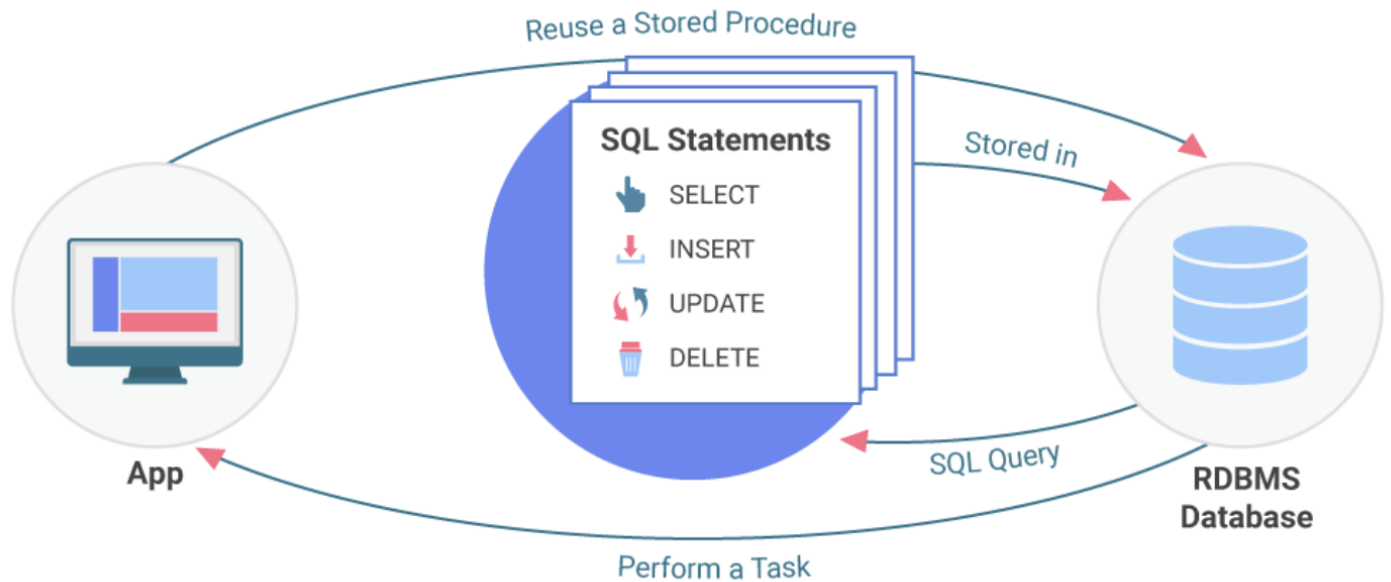 Reuse a Stored Procedure
SQL Statements
SELECT
INSERT
UPDATE
DELETE
Stored in
SQL Query
App
RDBMS
Database
Perform a Task